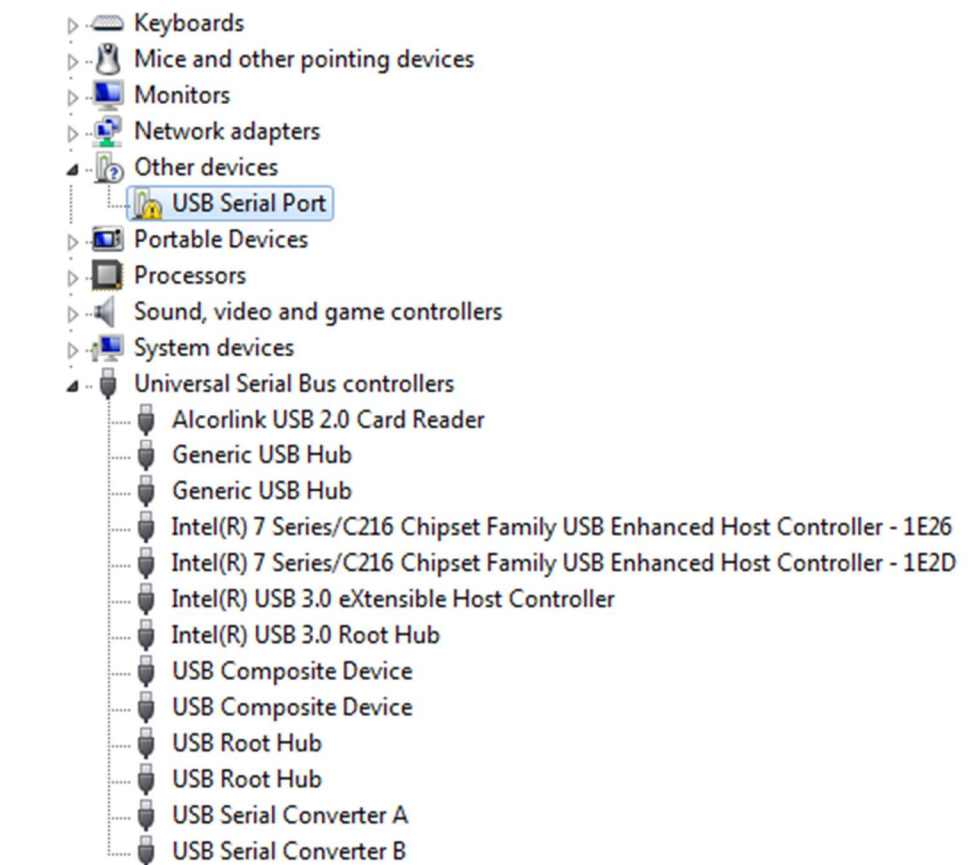 Keyboards
Mice and other pointing devices
Monitors
Network adapters
Other devices
USB Serial Port
Portable Devices
Processors
Sound, video and game controllers
System devices
Universal Serial Bus controllers
Alcorlink USB 2.0 Card Reader
Generic USB Hub
Generic USB Hub
Intel(R) 7 Series/C216 Chipset Family USB Enhanced Host Controller - 1E26
Intel(R) 7 Series/C216 Chipset Family USB Enhanced Host Controller - 1E2D
Intel(R) USB 3.0 eXtensible Host Controller
Intel(R) USB 3.0 Root Hub
USB Composite Device
USB Composite Device
USB Root Hub
USB Root Hub
USB Serial Converter A
USB Serial Converter B